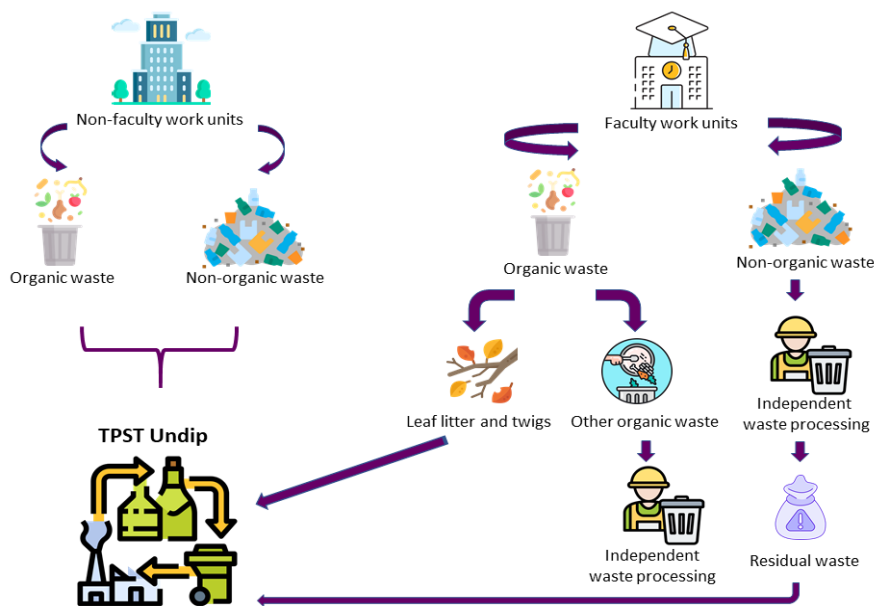 Non-faculty work units
Faculty work units
Organic waste
Non-organic waste
Organic waste
Non-organic waste
Leaf litter and twigs
Other organic waste
Independent
waste processing
TPST Undip
Independent
waste processing
Residual waste